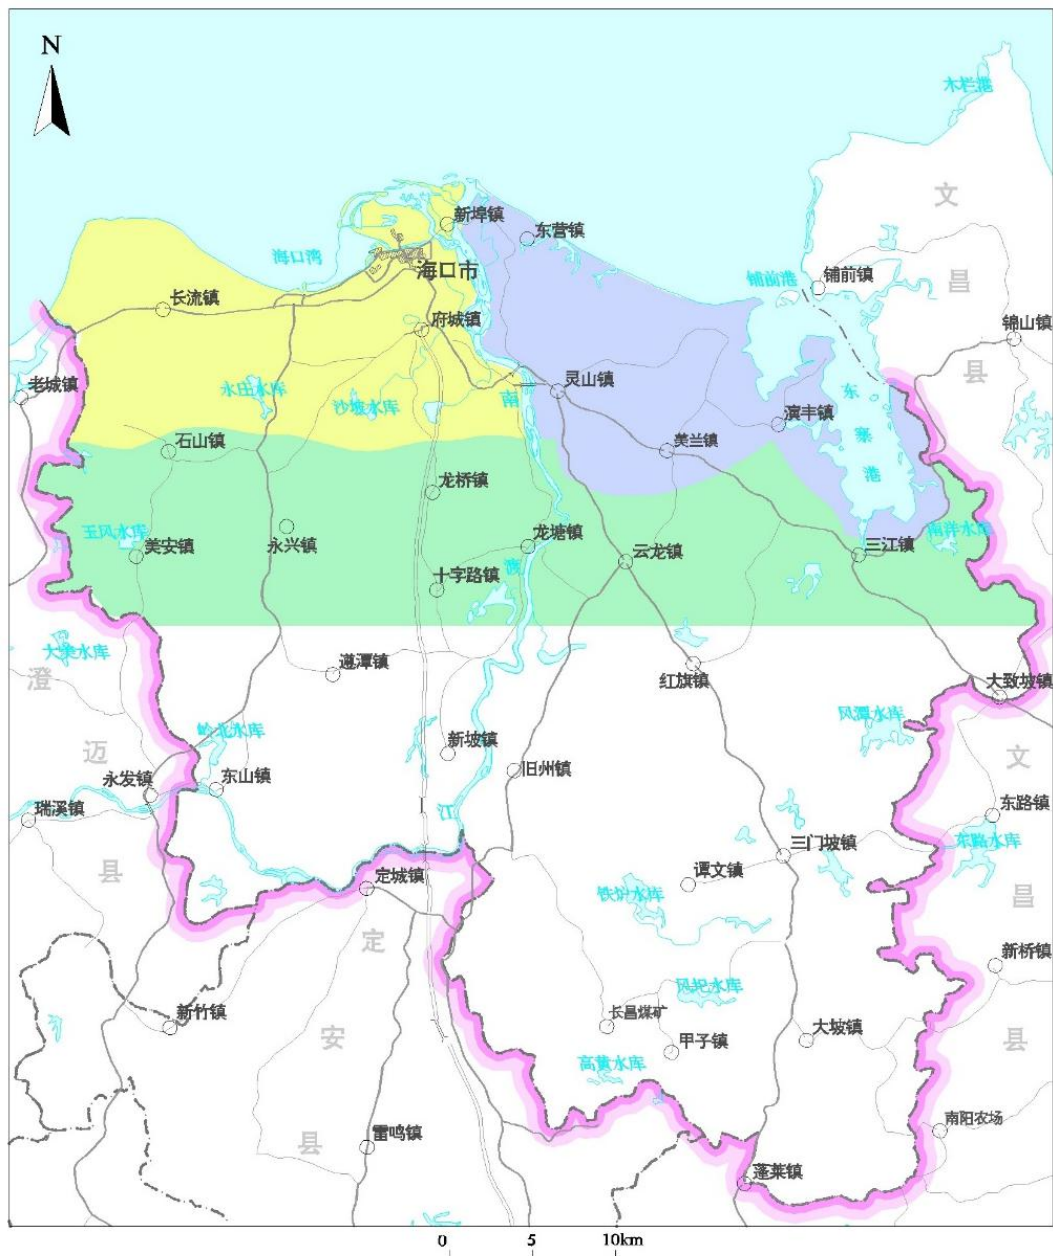 N
木栏港
文
新埠镇
东营镇
海口湾
海口市
铺前港
铺前镇
昌
长流镇
府城镇
锦山镇
县
老城镇
永庄水库
沙坡水库
南
灵山镇
演丰镇
东
寨
港
石山镇
美兰镇
龙桥镇
玉凤水库
美安镇
永兴镇
龙塘镇
渡
云龙镇
三江镇
南洋水库
十字路镇
大美水库
澄
遵潭镇
红旗镇
大致坡镇
岭北水库
凤潭水库
迈
新坡镇
旧州镇
文
永发镇
东山镇
瑞溪镇
江
东路镇
三门坡镇
东路水库
县
定城镇
谭文镇
铁炉水库
昌
定
新桥镇
凤圯水库
新竹镇
长昌煤矿
大坡镇
安
甲子镇
县
高黄水库
南阳农场
县
雷鸣镇
蓬莱镇
0 5 10km